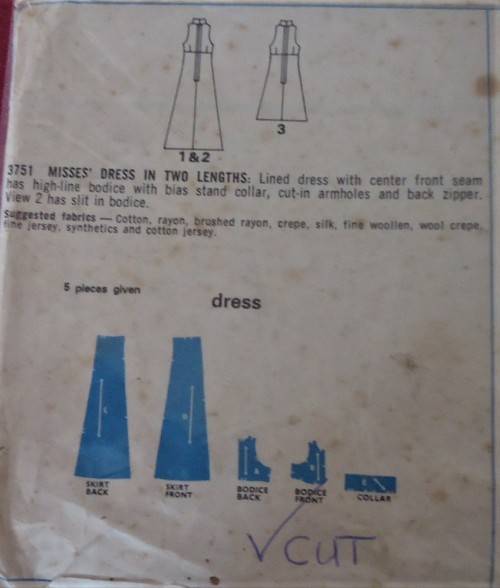 1 & 2
3
3751 MISSES' DRESS IN TWO LENGTHS: Lined dress with center front seam
has high-line bodice with bias stand collar, cut-in armholes and back zipper.
View 2 has slit in bodice.
Suggested fabrics — Cotton, rayon, brushed rayon, crepe, silk, fine woollen, wool crepe,
fine jersey, synthetics and cotton jersey.
5 pieces given
dress
SKIRT
BACK
SKIRT
FRONT
BODICE
BACK
BODICE
FRONT
COLLAR
CUT